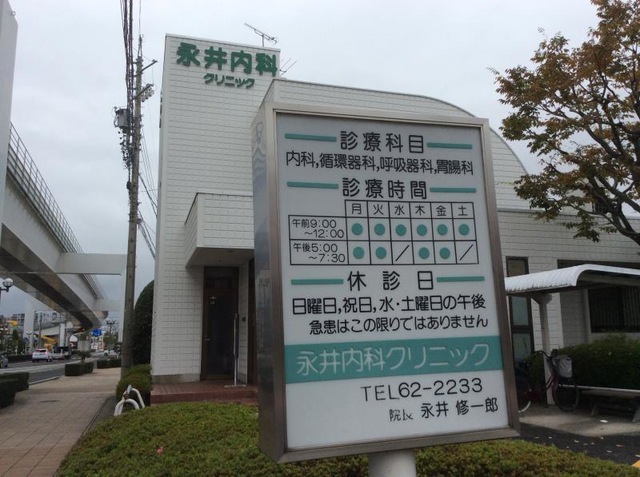 永井内科
クリニック
診療科目
内科,循環器科,呼吸器科,胃腸科
診療時間
月 火 水 木 金 土
午前9:00～12:00 ● ● ● ● ● ●
午後5:00～7:30 ● ● ／ ● ● ／
休診日
日曜日,祝日,水・土曜日の午後
急患はこの限りではありません
永井内科クリニック
TEL62-2233
院長 永井 修一郎